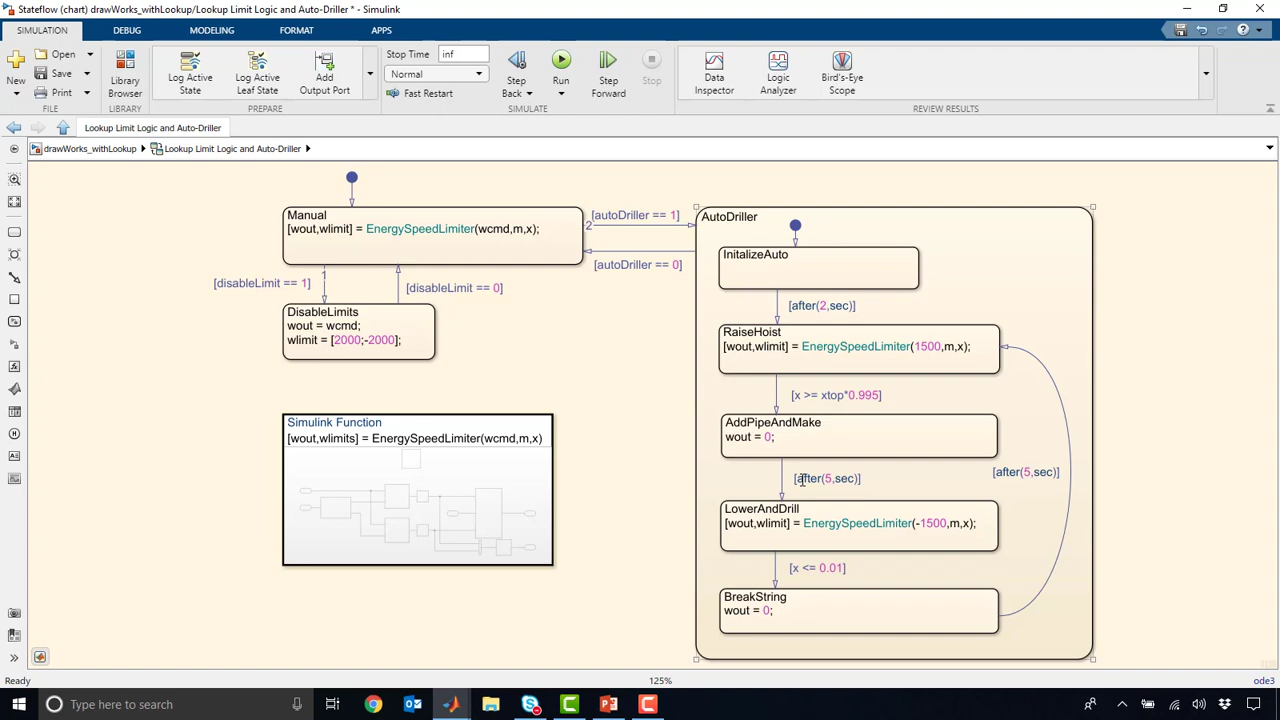 Stateflow (chart) drawWorks_withLookup/Lookup Limit Logic and Auto-Driller * - Simulink
SIMULATION
DEBUG
MODELING
FORMAT
APPS
New
Open
Save
Print
FILE
Library
Browser
LIBRARY
Log Active
State
Log Active
Leaf State
Add
Output Port
PREPARE
Stop Time
inf
Normal
Fast Restart
Step
Back
Run
Step
Forward
Stop
SIMULATE
Data
Inspector
Logic
Analyzer
Bird's-Eye
Scope
REVIEW RESULTS
Lookup Limit Logic and Auto-Driller
drawWorks_withLookup
Lookup Limit Logic and Auto-Driller
Manual
[wout,wlimit] = EnergySpeedLimiter(wcmd,m,x);
[autoDriller == 1]
2
[autoDriller == 0]
[disableLimit == 1]
1
[disableLimit == 0]
DisableLimits
wout = wcmd;
wlimit = [2000;-2000];
Simulink Function
[wout,wlimits] = EnergySpeedLimiter(wcmd,m,x)
AutoDriller
InitalizeAuto
[after(2,sec)]
RaiseHoist
[wout,wlimit] = EnergySpeedLimiter(1500,m,x);
[x >= xtop*0.995]
AddPipeAndMake
wout = 0;
[after(5,sec)]
[after(5,sec)]
LowerAndDrill
[wout,wlimit] = EnergySpeedLimiter(-1500,m,x);
[x <= 0.01]
BreakString
wout = 0;
Ready
125%
ode3
Type here to search